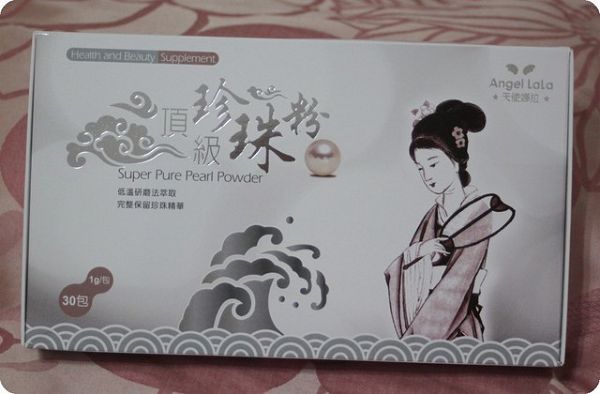 Health and Beauty Supplement
Angel LaLa
★ 天使娜拉 ★
頂級珍珠粉
Super Pure Pearl Powder
低溫研磨法萃取
完整保留珍珠精華
1g/包
30包